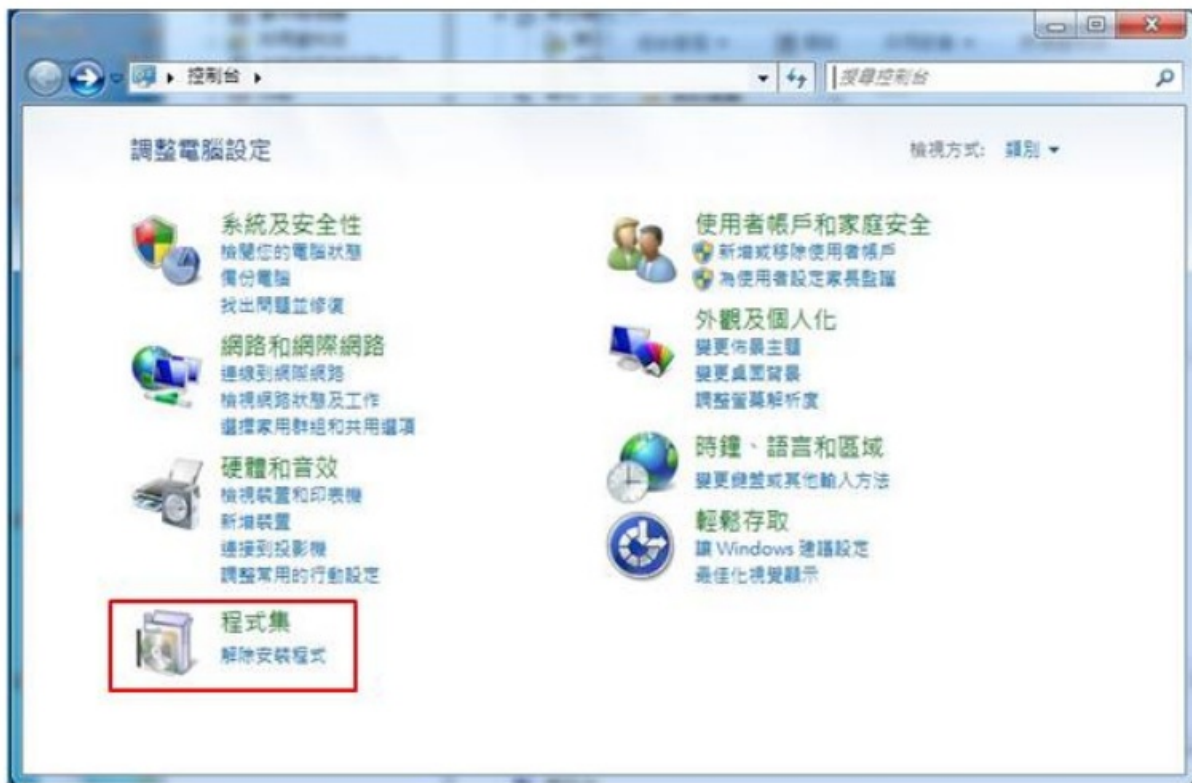 控制台
搜尋控制台
調整電腦設定
檢視方式: 類別
系統及安全性
檢閱您的電腦狀態
備份電腦
找出問題並修復
網路和網際網路
連線到網際網路
檢視網路狀態及工作
選擇家用群組和共用選項
硬體和音效
檢視裝置和印表機
新增裝置
連接到投影機
調整常用的行動設定
程式集
解除安裝程式
使用者帳戶和家庭安全
新增或移除使用者帳戶
為使用者設定家長監護
外觀及個人化
變更佈景主題
變更桌面背景
調整螢幕解析度
時鐘、語言和區域
變更鍵盤或其他輸入方法
輕鬆存取
讓 Windows 建議設定
最佳化視覺顯示